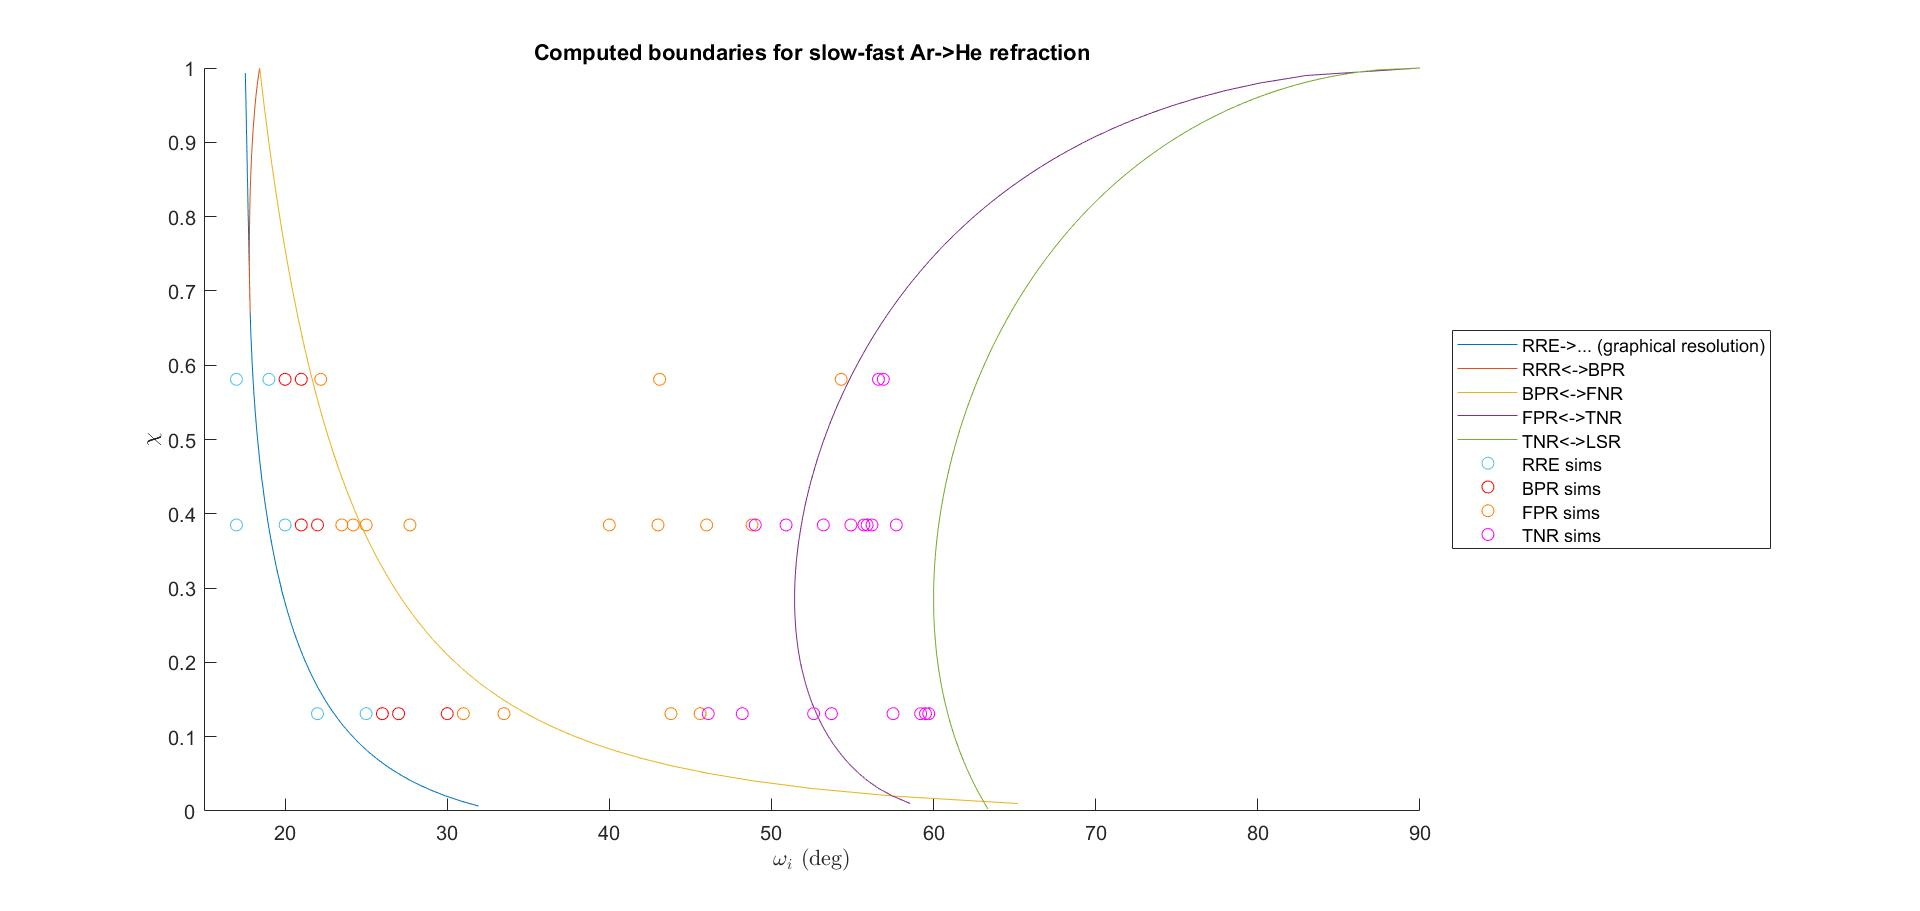 Computed boundaries for slow-fast Ar->He refraction
1
0.9
0.8
0.7
0.6
0.5
0.4
0.3
0.2
0.1
0
χ
20 30 40 50 60 70 80 90
ωi (deg)
RRE->... (graphical resolution)
RRR<->BPR
BPR<->FNR
FPR<->TNR
TNR<->LSR
RRE sims
BPR sims
FPR sims
TNR sims